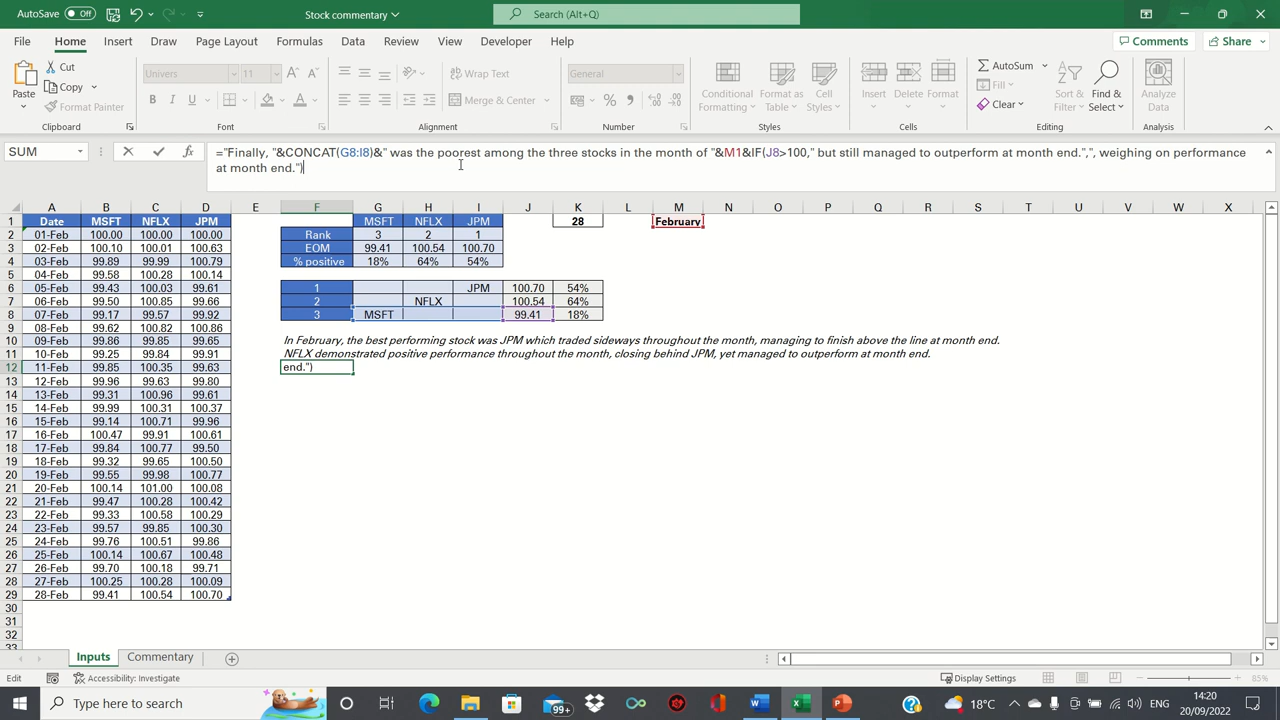 AutoSave Off
Stock commentary
Search (Alt+Q)
File Home Insert Draw Page Layout Formulas Data Review View Developer Help
Comments Share
Paste
Cut
Copy
Format Painter
Clipboard
Univers 11
B I U
Font
Wrap Text
Merge & Center
Alignment
General
Number
Conditional Formatting
Format as Table
Cell Styles
Styles
Insert Delete Format
Cells
AutoSum
Fill
Clear
Sort & Filter
Find & Select
Editing
Analyze Data
Analysis
SUM
="Finally, "&CONCAT(G8:I8)&" was the poorest among the three stocks in the month of "&M1&IF(J8>100," but still managed to outperform at month end.",", weighing on performance
at month end.")
A B C D E F G H I J K L M N O P Q R S T U V W X
1 Date MSFT NFLX JPM MSFT NFLX JPM 28 February
2 01-Feb 100.00 100.00 100.00 Rank 3 2 1
3 02-Feb 100.10 100.01 102.63 EOM 99.41 100.54 100.70
4 03-Feb 99.89 99.99 100.79 % positive 18% 64% 54%
5 04-Feb 99.58 100.28 100.14
6 05-Feb 99.43 100.03 99.61 1 JPM 100.70 54%
7 06-Feb 99.50 100.85 99.66 2 NFLX 100.54 64%
8 07-Feb 99.17 99.57 99.92 3 MSFT 99.41 18%
9 08-Feb 99.62 100.82 100.86
10 09-Feb 99.86 99.85 99.51 In February, the best performing stock was JPM which traded sideways throughout the month, managing to finish above the line at month end.
11 10-Feb 99.25 99.84 99.91 NFLX demonstrated positive performance throughout the month, closing behind JPM, yet managed to outperform at month end.
12 11-Feb 99.85 100.35 99.63 end.")
13 12-Feb 99.96 99.63 99.80
14 13-Feb 99.31 100.96 99.61
15 14-Feb 99.99 100.31 100.37
16 15-Feb 99.14 100.71 99.96
17 16-Feb 100.47 99.91 100.61
18 17-Feb 99.84 100.77 99.50
19 18-Feb 99.32 99.65 100.50
20 19-Feb 99.55 99.98 100.77
21 20-Feb 100.14 101.00 100.08
22 21-Feb 99.47 100.28 100.42
23 22-Feb 99.33 100.58 100.29
24 23-Feb 99.57 99.85 100.30
25 24-Feb 99.76 100.51 99.86
26 25-Feb 100.14 100.67 100.48
27 26-Feb 99.70 100.18 99.71
28 27-Feb 100.25 100.28 100.09
29 28-Feb 99.41 100.54 100.70
30
31
32
33
Inputs Commentary
Edit Accessibility: Investigate Display Settings 85%
Type here to search
99+
18°C
14:20
20/09/2022